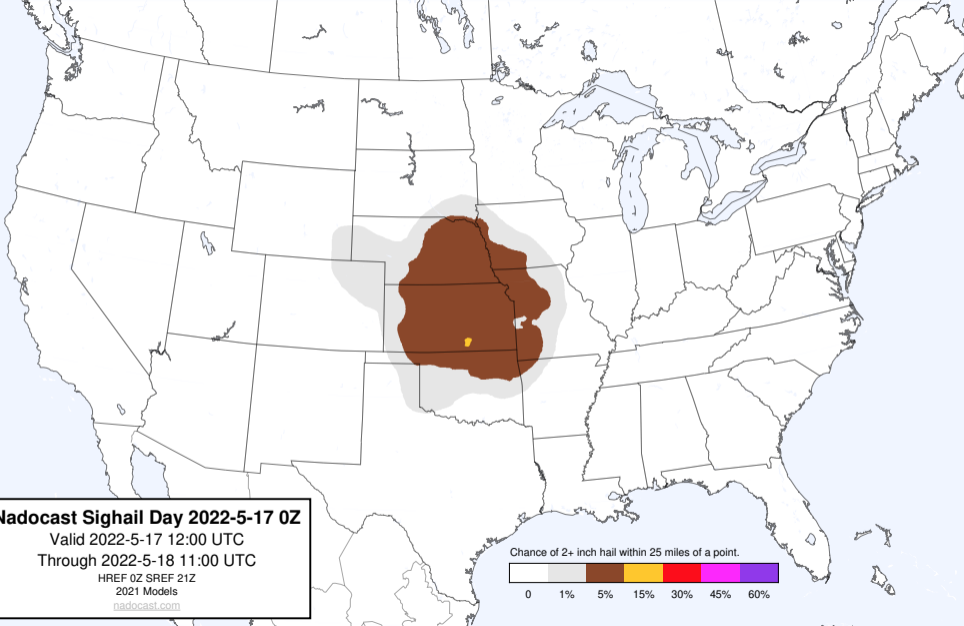 Nadocast Sighail Day 2022-5-17 0Z
Valid 2022-5-17 12:00 UTC
Through 2022-5-18 11:00 UTC
HREF 0Z SREF 21Z
2021 Models
nadocast.com
Chance of 2+ inch hail within 25 miles of a point.
0 1% 5% 15% 30% 45% 60%